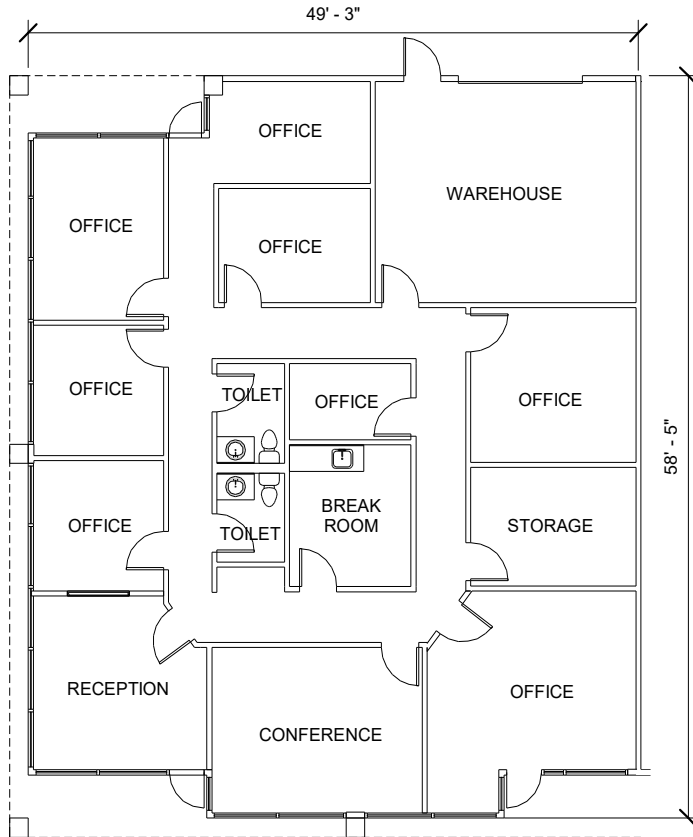 49' - 3"
OFFICE
WAREHOUSE
OFFICE
OFFICE
OFFICE
TOILET
OFFICE
OFFICE
BREAK
ROOM
OFFICE
STORAGE
TOILET
RECEPTION
OFFICE
CONFERENCE
58' - 5"